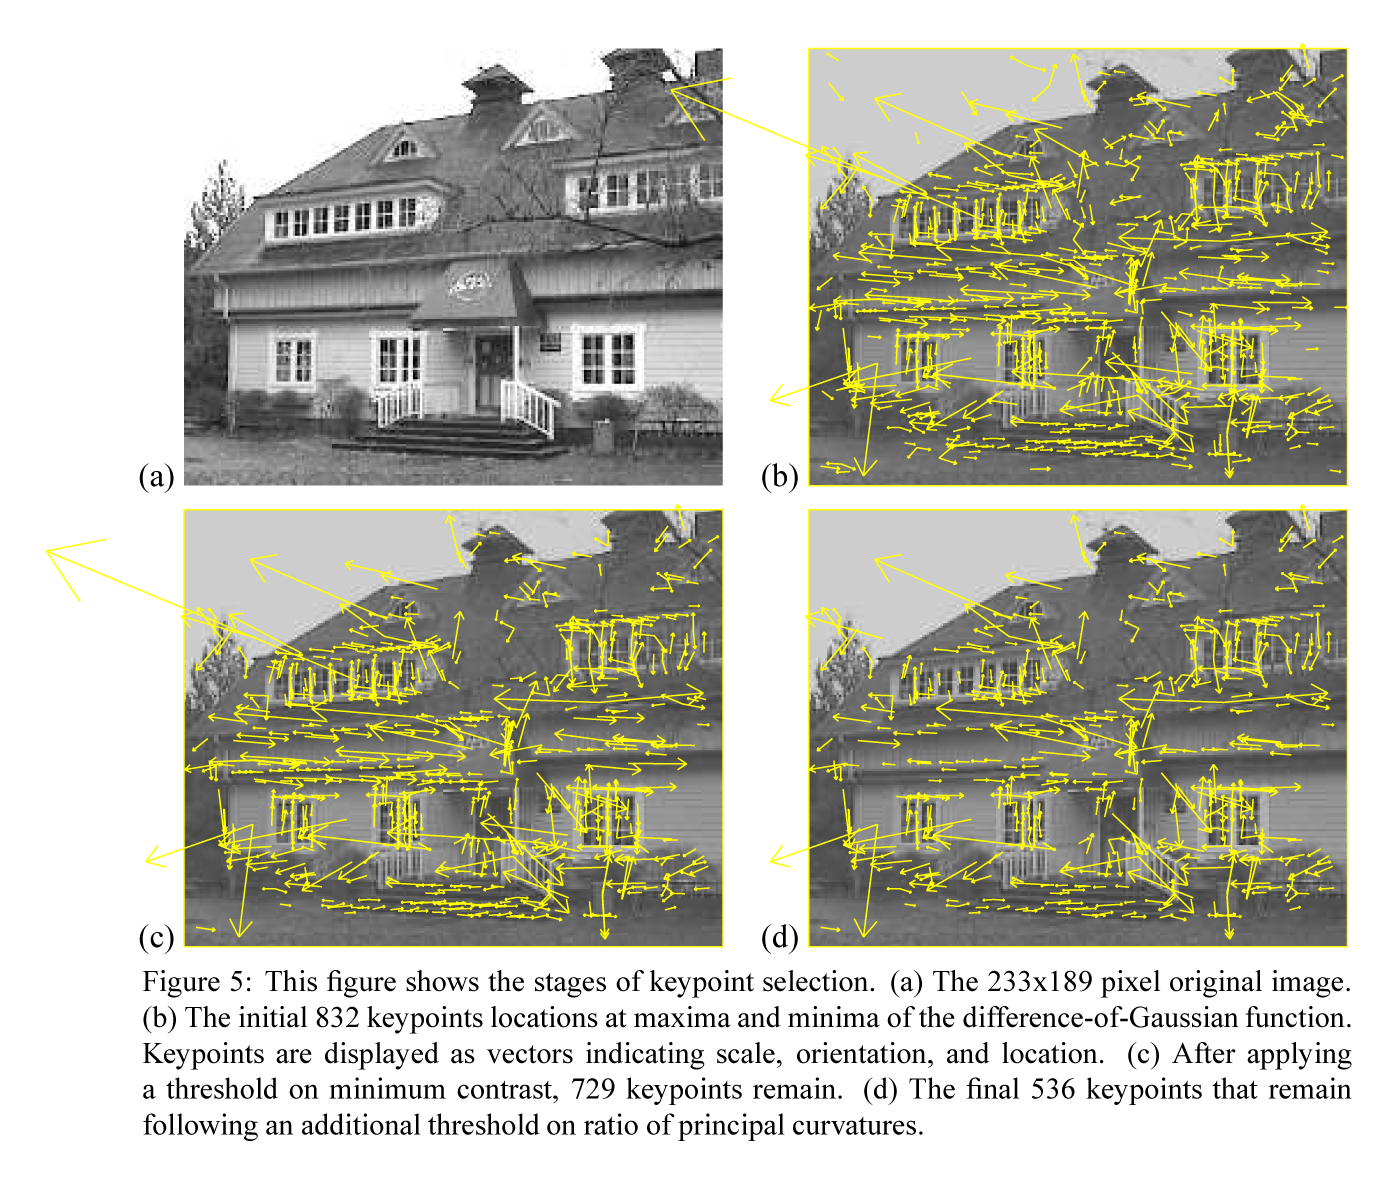 (a)
(b)
(c)
(d)
Figure 5: This figure shows the stages of keypoint selection. (a) The 233x189 pixel original image.
(b) The initial 832 keypoints locations at maxima and minima of the difference-of-Gaussian function.
Keypoints are displayed as vectors indicating scale, orientation, and location. (c) After applying
a threshold on minimum contrast, 729 keypoints remain. (d) The final 536 keypoints that remain
following an additional threshold on ratio of principal curvatures.